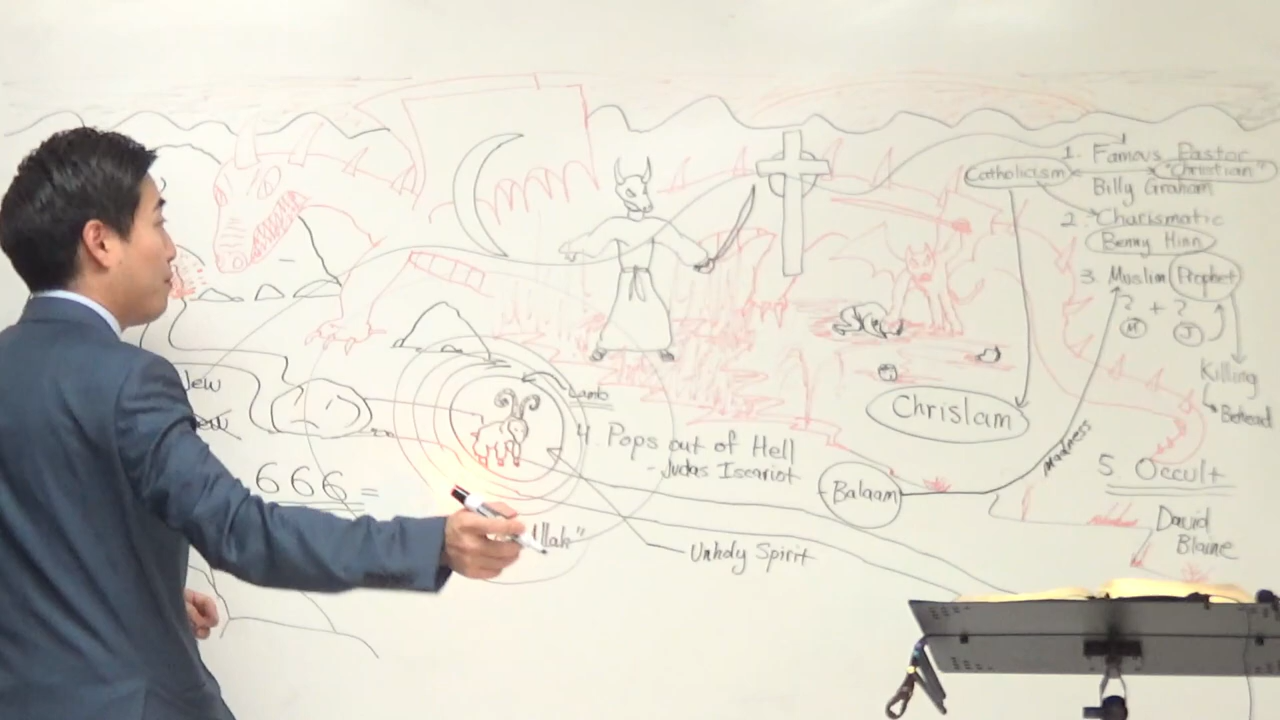 1. Famous Pastor
Catholicism
"Christian"
Billy Graham
2. Charismatic
Benny Hinn
3. Muslim Prophet
? + ?
M J
Killing
Behead
Lamb
Chrislam
4. Pops out of Hell
- Judas Iscariot
Madness
5. Occult
Balaam
666 =
David
Blaine
Unholy Spirit